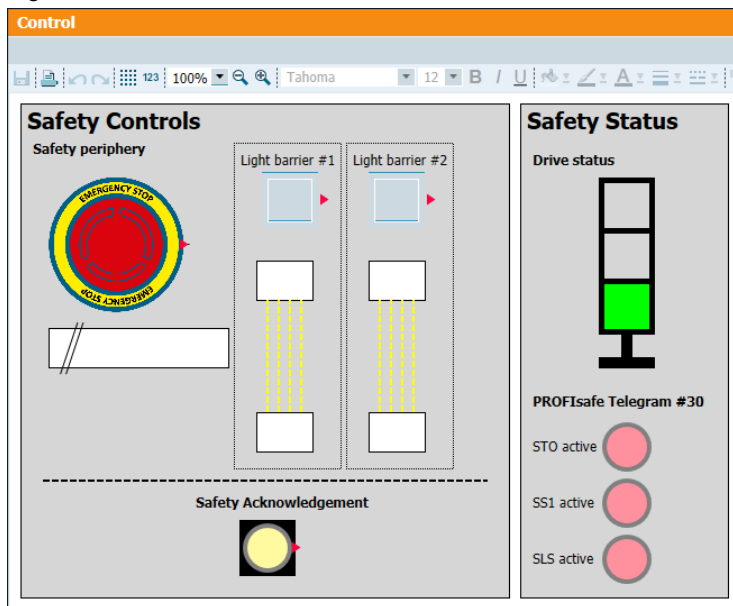 Control
123 100% Tahoma 12 B I U A
Safety Controls
Safety periphery
EMERGENCY STOP
EMERGENCY STOP
Light barrier #1
Light barrier #2
Safety Acknowledgement
Safety Status
Drive status
PROFIsafe Telegram #30
STO active
SS1 active
SLS active